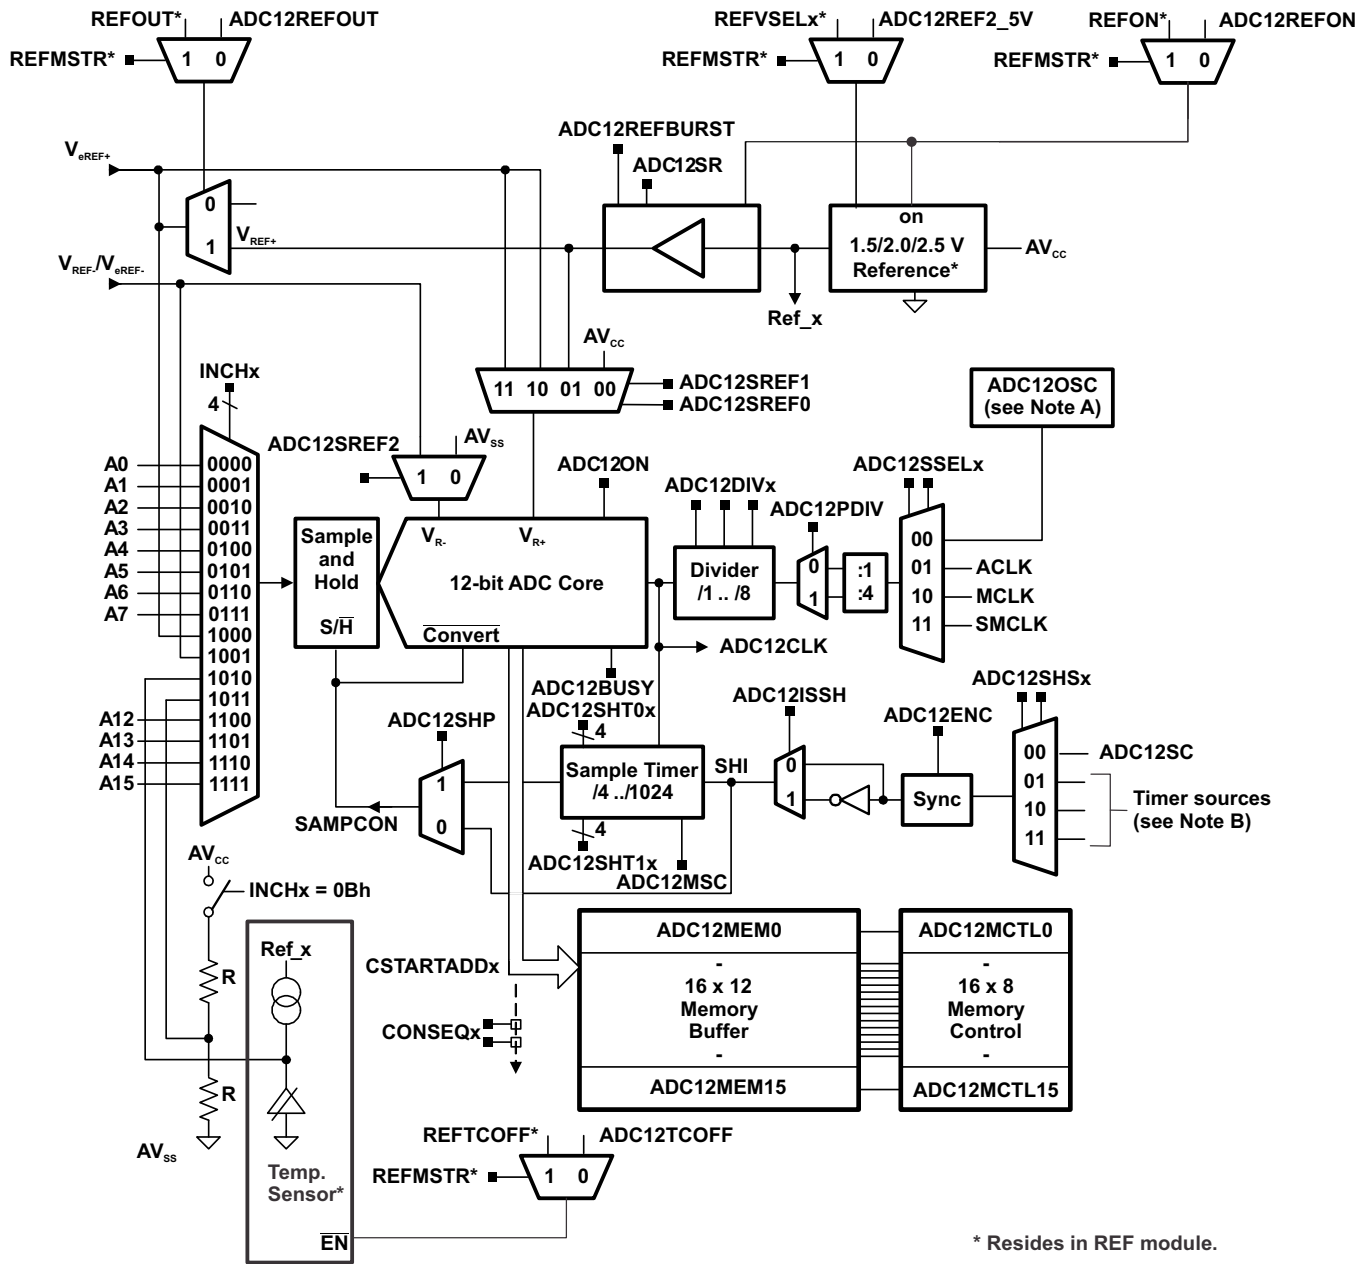 REFOUT*
ADC12REFOUT
REFMSTR*
1 0
REFVSELx*
ADC12REF2_5V
REFMSTR*
1 0
REFON*
ADC12REFON
REFMSTR*
1 0
VeREF+
0
1
VREF+
VREF-/VeREF-
ADC12REFBURST
ADC12SR
on
1.5/2.0/2.5 V
Reference*
AVCC
Ref_x
AVCC
11 10 01 00
ADC12SREF1
ADC12SREF0
INCHx
4
ADC12SREF2
AVSS
1 0
ADC12ON
ADC12OSC
(see Note A)
ADC12SSELx
ADC12DIVx
ADC12PDIV
A0
A1
A2
A3
A4
A5
A6
A7
A12
A13
A14
A15
0000
0001
0010
0011
0100
0101
0110
0111
1000
1001
1010
1011
1100
1101
1110
1111
Sample
and
Hold
S/H
VR-
VR+
12-bit ADC Core
Convert
Divider
/1 .. /8
0
1
:1
:4
00
01
10
11
ACLK
MCLK
SMCLK
ADC12CLK
ADC12BUSY
ADC12SHT0x
4
ADC12SHP
1
0
SAMPCON
Sample Timer
/4 ../1024
4
ADC12SHT1x
ADC12MSC
SHI
ADC12ISSH
0
1
ADC12ENC
Sync
ADC12SHSx
00
01
10
11
ADC12SC
Timer sources
(see Note B)
AVCC
INCHx = 0Bh
R
R
AVSS
Ref_x
Temp.
Sensor*
EN
CSTARTADDx
CONSEQx
ADC12MEM0
-
16 x 12
Memory
Buffer
-
ADC12MEM15
ADC12MCTL0
-
16 x 8
Memory
Control
-
ADC12MCTL15
REFTCOFF*
ADC12TCOFF
REFMSTR*
1 0
* Resides in REF module.